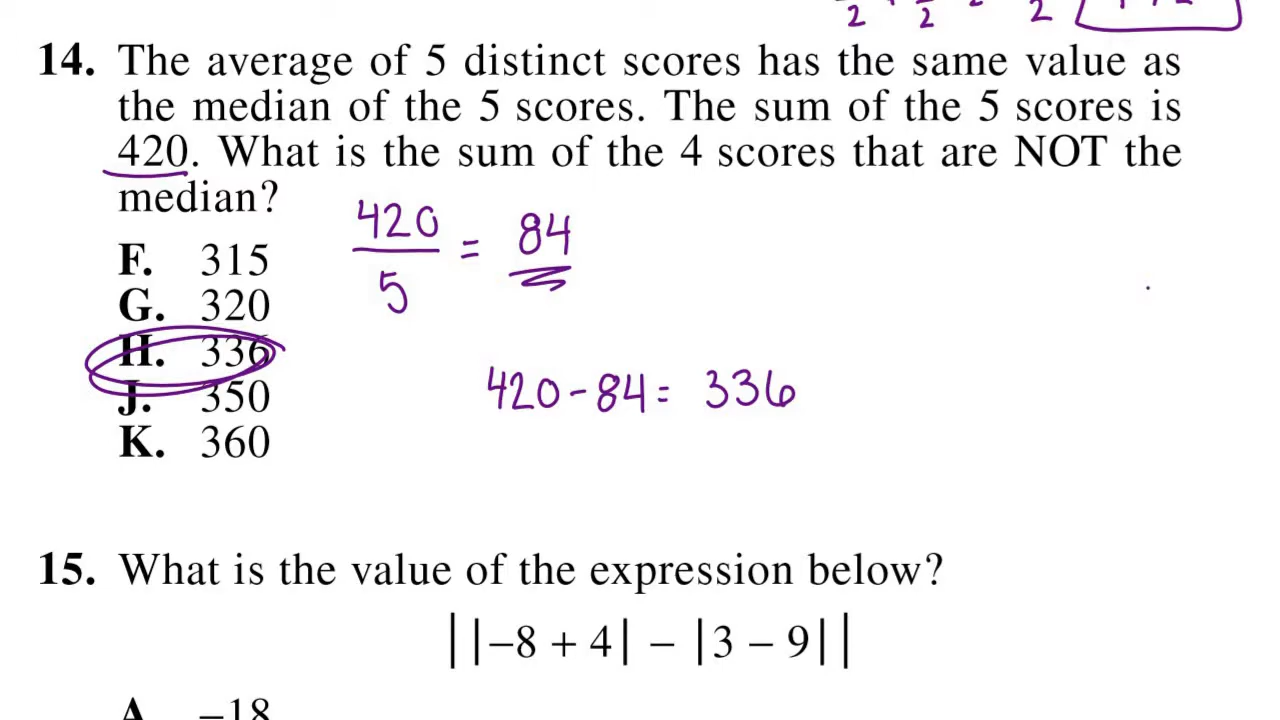 14. The average of 5 distinct scores has the same value as
the median of the 5 scores. The sum of the 5 scores is
420. What is the sum of the 4 scores that are NOT the
median?
420
5
= 84
F. 315
G. 320
H. 336
J. 350
K. 360
420 - 84 = 336
15. What is the value of the expression below?
||−8 + 4| − |3 − 9||
A. −18